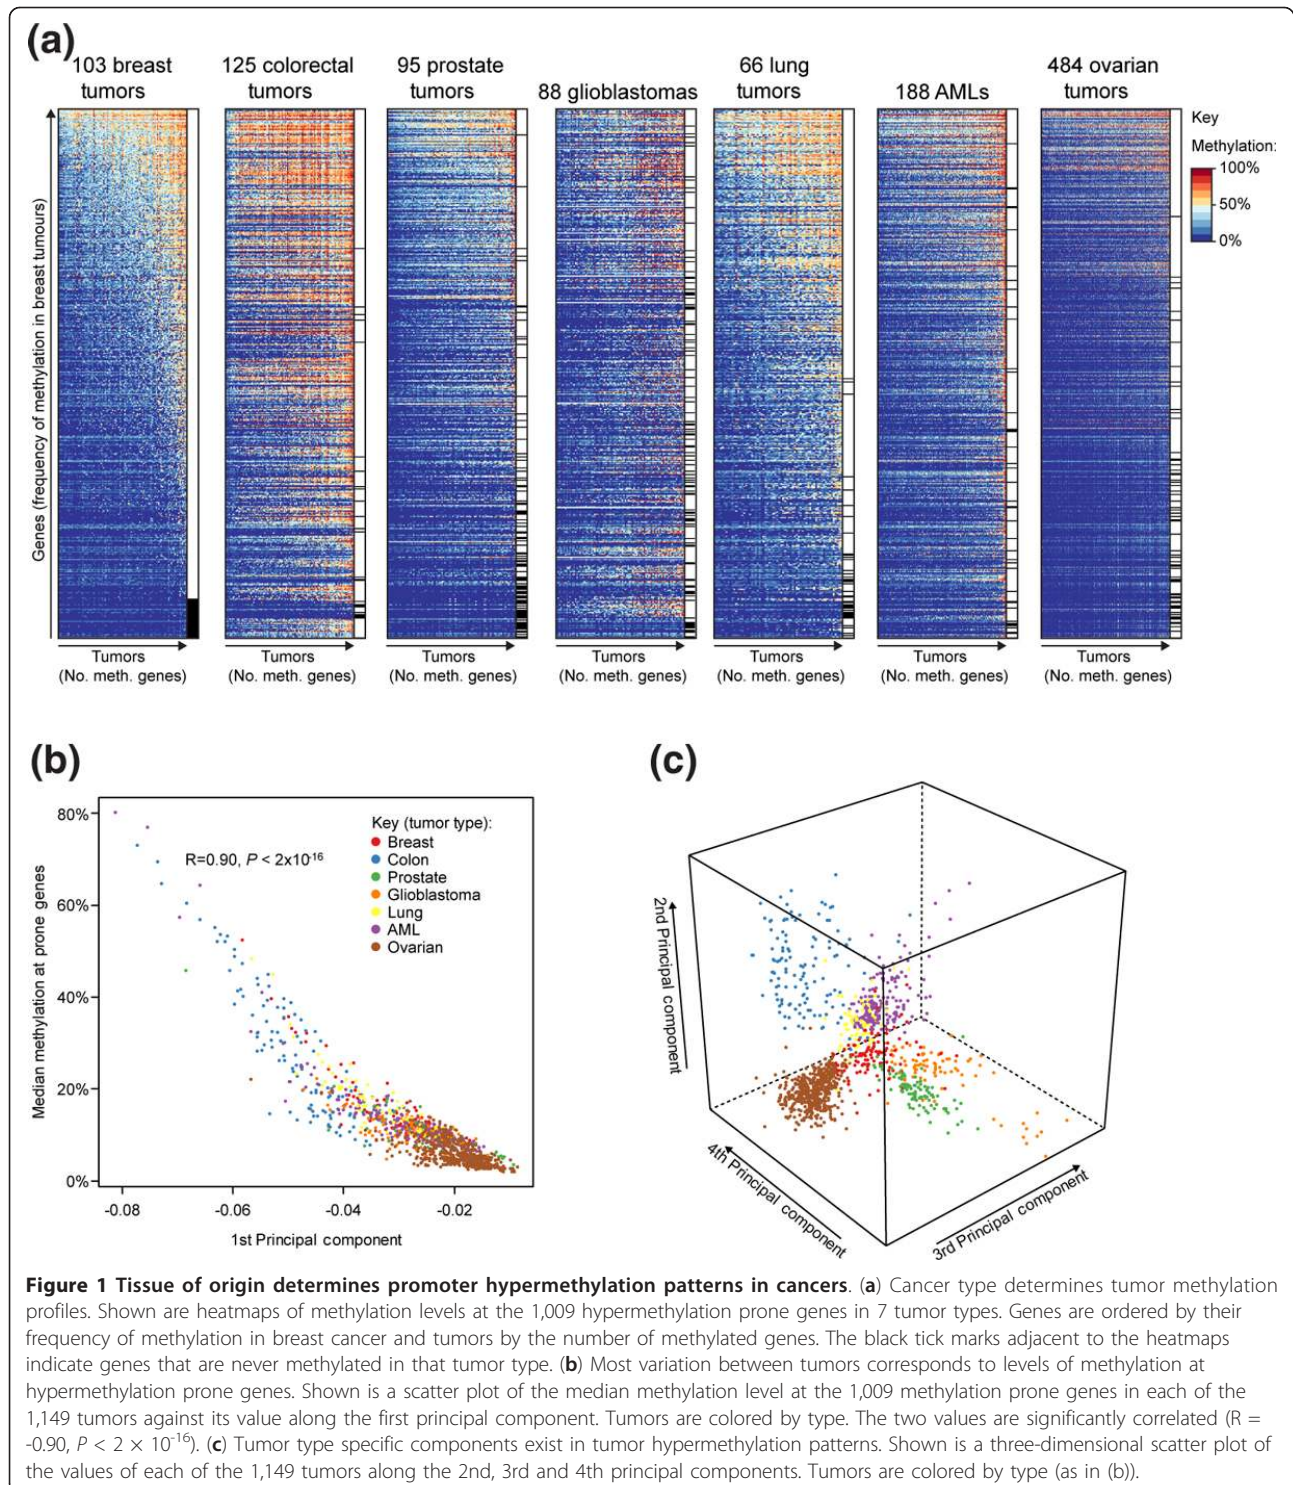 (a)
103 breast tumors
125 colorectal tumors
95 prostate tumors
88 glioblastomas
66 lung tumors
188 AMLs
484 ovarian tumors
Key
Methylation:
100%
50%
0%
Genes (frequency of methylation in breast tumours)
Tumors
(No. meth. genes)
Tumors
(No. meth. genes)
Tumors
(No. meth. genes)
Tumors
(No. meth. genes)
Tumors
(No. meth. genes)
Tumors
(No. meth. genes)
Tumors
(No. meth. genes)
(b)
Median methylation at prone genes
80%
60%
40%
20%
0%
R=0.90, P < 2x10-16
Key (tumor type):
Breast
Colon
Prostate
Glioblastoma
Lung
AML
Ovarian
-0.08
-0.06
-0.04
-0.02
1st Principal component
(c)
2nd Principal component
4th Principal component
3rd Principal component
Figure 1 Tissue of origin determines promoter hypermethylation patterns in cancers. (a) Cancer type determines tumor methylation
profiles. Shown are heatmaps of methylation levels at the 1,009 hypermethylation prone genes in 7 tumor types. Genes are ordered by their
frequency of methylation in breast cancer and tumors by the number of methylated genes. The black tick marks adjacent to the heatmaps
indicate genes that are never methylated in that tumor type. (b) Most variation between tumors corresponds to levels of methylation at
hypermethylation prone genes. Shown is a scatter plot of the median methylation level at the 1,009 methylation prone genes in each of the
1,149 tumors against its value along the first principal component. Tumors are colored by type. The two values are significantly correlated (R =
-0.90, P < 2 × 10-16). (c) Tumor type specific components exist in tumor hypermethylation patterns. Shown is a three-dimensional scatter plot of
the values of each of the 1,149 tumors along the 2nd, 3rd and 4th principal components. Tumors are colored by type (as in (b)).